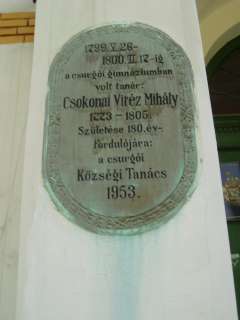 1799. V. 26-
1800. II. 17-ig
a csurgói gimnáziumban
volt tanár:
Csokonai Vitéz Mihály
1773 – 1805.
Születése 180. év-
fordulójára:
a csurgói
Községi Tanács
1953.